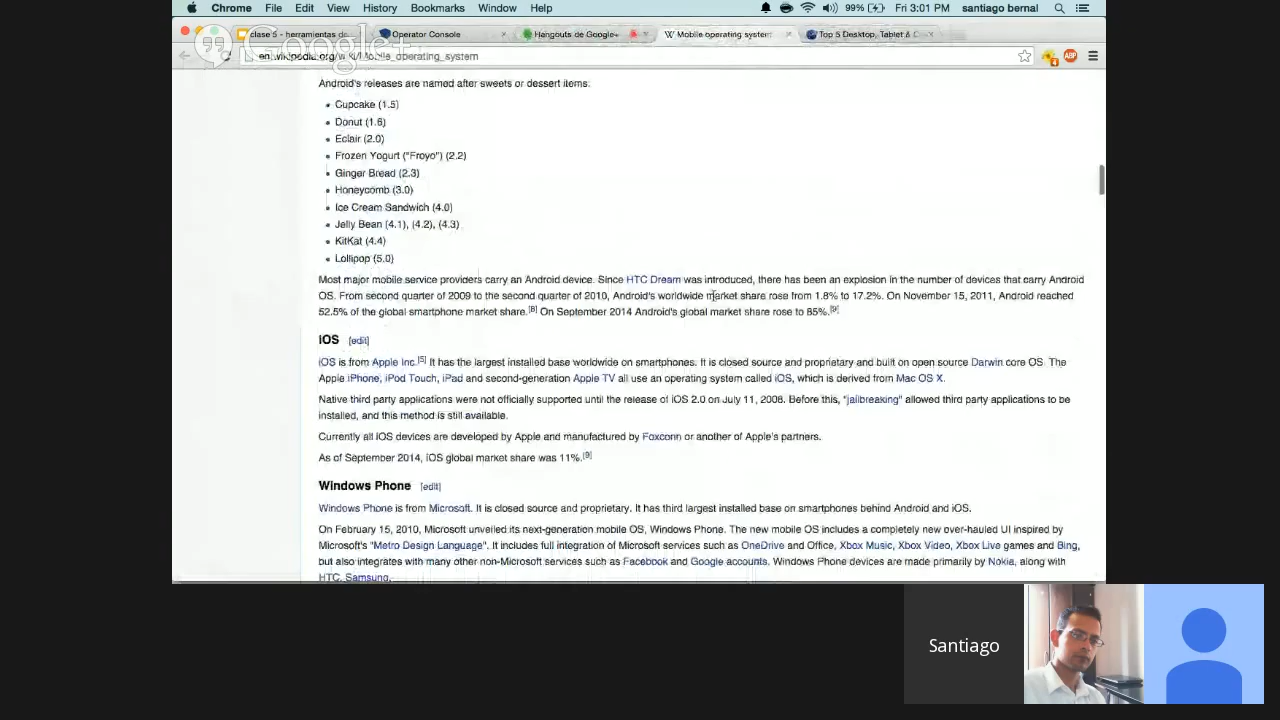 Chrome File Edit View History Bookmarks Window Help 99% Fri 3:01 PM santiago bernal
clase 5 - herramientas de Operator Console Hangouts de Google+ Mobile operating system Top 5 Desktop, Tablet & C
Google+
en.wikipedia.org/wiki/Mobile_operating_system
Android's releases are named after sweets or dessert items:
Cupcake (1.5)
Donut (1.6)
Eclair (2.0)
Frozen Yogurt ("Froyo") (2.2)
Ginger Bread (2.3)
Honeycomb (3.0)
Ice Cream Sandwich (4.0)
Jelly Bean (4.1), (4.2), (4.3)
KitKat (4.4)
Lollipop (5.0)
Most major mobile service providers carry an Android device. Since HTC Dream was introduced, there has been an explosion in the number of devices that carry Android
OS. From second quarter of 2009 to the second quarter of 2010, Android's worldwide market share rose from 1.8% to 17.2%. On November 15, 2011, Android reached
52.5% of the global smartphone market share.[8] On September 2014 Android's global market share rose to 85%.[9]
iOS [edit]
iOS is from Apple Inc.[5] It has the largest installed base worldwide on smartphones. It is closed source and proprietary and built on open source Darwin core OS. The
Apple iPhone, iPod Touch, iPad and second-generation Apple TV all use an operating system called iOS, which is derived from Mac OS X.
Native third party applications were not officially supported until the release of iOS 2.0 on July 11, 2008. Before this, "jailbreaking" allowed third party applications to be
installed, and this method is still available.
Currently all iOS devices are developed by Apple and manufactured by Foxconn or another of Apple's partners.
As of September 2014, iOS global market share was 11%.[9]
Windows Phone [edit]
Windows Phone is from Microsoft. It is closed source and proprietary. It has third largest installed base on smartphones behind Android and iOS.
On February 15, 2010, Microsoft unveiled its next-generation mobile OS, Windows Phone. The new mobile OS includes a completely new over-hauled UI inspired by
Microsoft's "Metro Design Language". It includes full integration of Microsoft services such as OneDrive and Office, Xbox Music, Xbox Video, Xbox Live games and Bing,
but also integrates with many other non-Microsoft services such as Facebook and Google accounts. Windows Phone devices are made primarily by Nokia, along with
HTC, Samsung,
Santiago